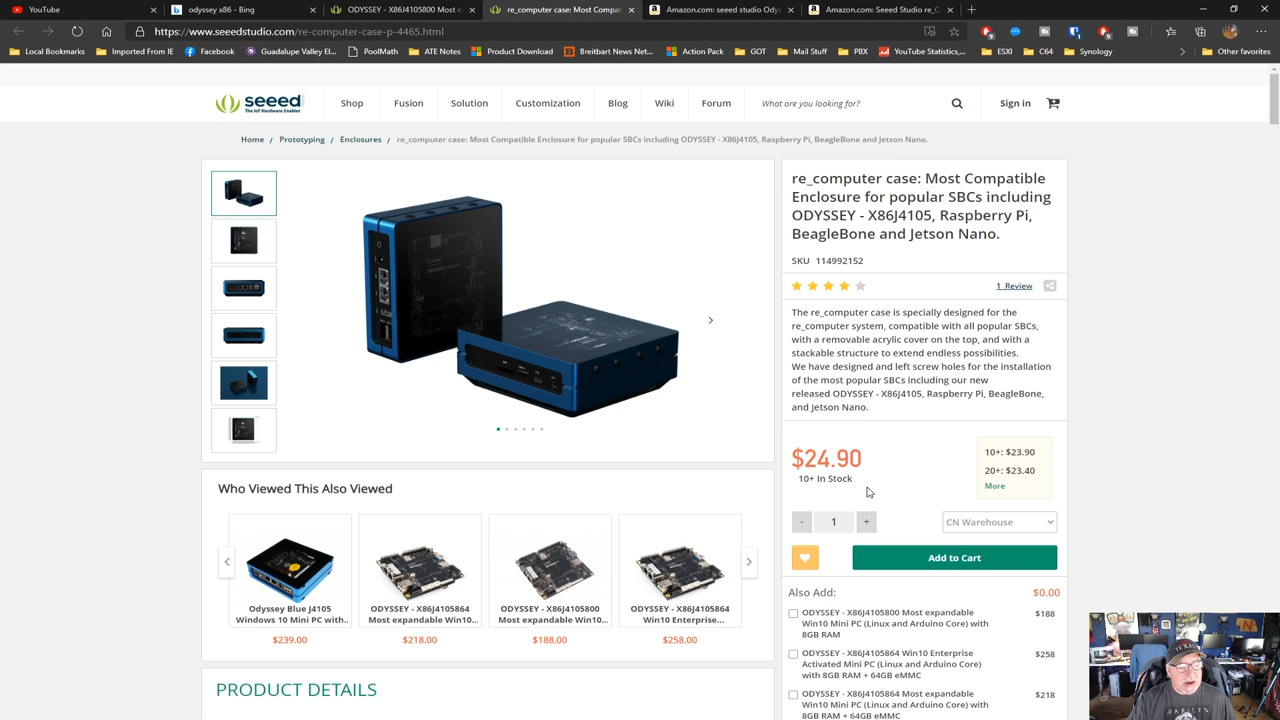 YouTube
odyssey x86 - Bing
ODYSSEY - X86J4105800 Most e
re_computer case: Most Compat
Amazon.com: seeed studio Ody
Amazon.com: Seeed Studio re_C
https://www.seeedstudio.com/re-computer-case-p-4465.html
Local Bookmarks
Imported From IE
Facebook
Guadalupe Valley El...
PoolMath
ATE Notes
Product Download
Breitbart News Net...
Action Pack
GOT
Mail Stuff
PBX
YouTube Statistics,...
ESXI
C64
Synology
Other favorites
seeed
The IoT Hardware Enabler
Shop
Fusion
Solution
Customization
Blog
Wiki
Forum
What are you looking for?
Sign in
Home / Prototyping / Enclosures / re_computer case: Most Compatible Enclosure for popular SBCs including ODYSSEY - X86J4105, Raspberry Pi, BeagleBone and Jetson Nano.
re_computer case: Most Compatible
Enclosure for popular SBCs including
ODYSSEY - X86J4105, Raspberry Pi,
BeagleBone and Jetson Nano.
SKU 114992152
1 Review
The re_computer case is specially designed for the
re_computer system, compatible with all popular SBCs,
with a removable acrylic cover on the top, and with a
stackable structure to extend endless possibilities.
We have designed and left screw holes for the installation
of the most popular SBCs including our new
released ODYSSEY - X86J4105, Raspberry Pi, BeagleBone,
and Jetson Nano.
$24.90
10+ In Stock
10+: $23.90
20+: $23.40
More
- 1 +
CN Warehouse
Add to Cart
Also Add: $0.00
ODYSSEY - X86J4105800 Most expandable
Win10 Mini PC (Linux and Arduino Core) with
8GB RAM
$188
ODYSSEY - X86J4105864 Win10 Enterprise
Activated Mini PC (Linux and Arduino Core)
with 8GB RAM + 64GB eMMC
$258
ODYSSEY - X86J4105864 Most expandable
Win10 Mini PC (Linux and Arduino Core) with
8GB RAM + 64GB eMMC
$218
Who Viewed This Also Viewed
Odyssey Blue J4105
Windows 10 Mini PC with...
$239.00
ODYSSEY - X86J4105864
Most expandable Win10...
$218.00
ODYSSEY - X86J4105800
Most expandable Win10...
$188.00
ODYSSEY - X86J4105864
Win10 Enterprise...
$258.00
PRODUCT DETAILS
TEXAS